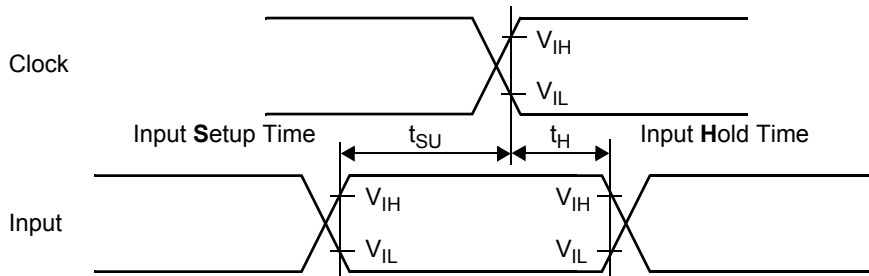 Clock
V_IH
V_IL
Input Setup Time
t_SU
t_H
Input Hold Time
V_IH
V_IH
Input
V_IL
V_IL